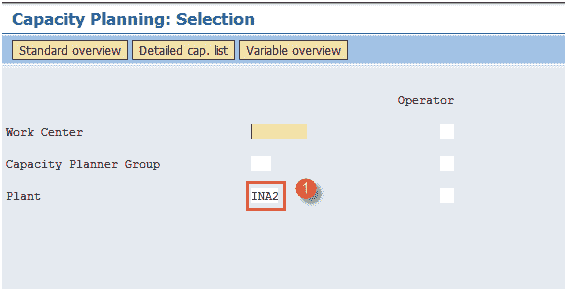 Capacity Planning: Selection
Standard overview Detailed cap. list Variable overview
Operator
Work Center
Capacity Planner Group
Plant INA2 1